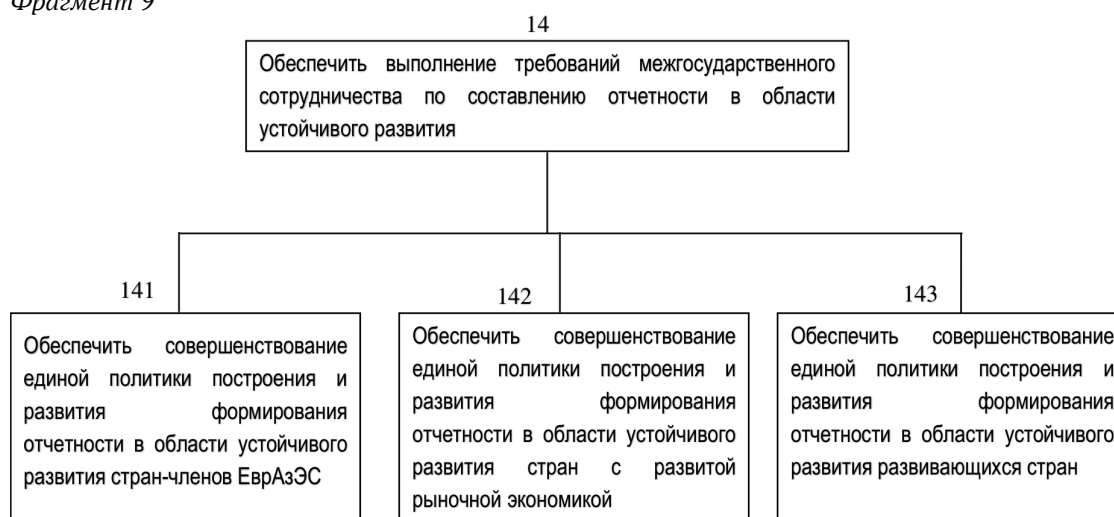 Фрагмент 9
14
Обеспечить выполнение требований межгосударственного
сотрудничества по составлению отчетности в области
устойчивого развития
141
Обеспечить совершенствование
единой политики построения и
развития формирования
отчетности в области устойчивого
развития стран-членов ЕврАзЭС
142
Обеспечить совершенствование
единой политики построения и
развития формирования
отчетности в области устойчивого
развития стран с развитой
рыночной экономикой
143
Обеспечить совершенствование
единой политики построения и
развития формирования
отчетности в области устойчивого
развития развивающихся стран